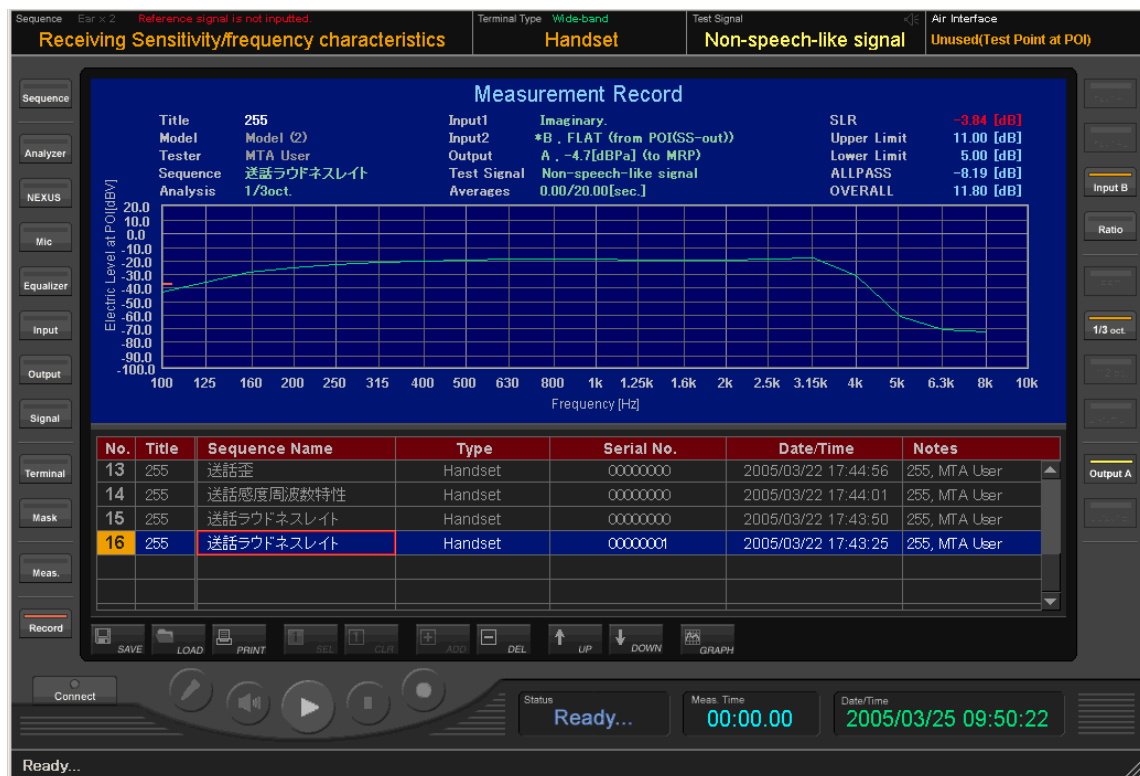 Sequence Ear × 2 Reference signal is not inputted.
Receiving Sensitivity/frequency characteristics
Terminal Type Wide-band
Handset
Test Signal
Non-speech-like signal
Air Interface
Unused(Test Point at POI)
Sequence
Analyzer
NEXUS
Mic
Equalizer
Input
Output
Signal
Terminal
Mask
Meas.
Record
Measurement Record
Title 255 Input1 Imaginary. SLR -3.84 [dB]
Model Model (2) Input2 *B , FLAT (from POI(SS-out)) Upper Limit 11.00 [dB]
Tester MTA User Output A , -4.7[dBPa] (to MRP) Lower Limit 5.00 [dB]
Sequence 送話ラウドネスレイト Test Signal Non-speech-like signal ALLPASS -8.19 [dB]
Analysis 1/3oct. Averages 0.00/20.00[sec.] OVERALL 11.80 [dB]
Electric Level at POI[dBV]
20.0
10.0
0.0
-10.0
-20.0
-30.0
-40.0
-50.0
-60.0
-70.0
-80.0
-90.0
-100.0
100 125 160 200 250 315 400 500 630 800 1k 1.25k 1.6k 2k 2.5k 3.15k 4k 5k 6.3k 8k 10k
Frequency [Hz]
No. Title Sequence Name Type Serial No. Date/Time Notes
13 255 送話歪 Handset 00000000 2005/03/22 17:44:56 255, MTA User
14 255 送話感度周波数特性 Handset 00000000 2005/03/22 17:44:01 255, MTA User
15 255 送話ラウドネスレイト Handset 00000000 2005/03/22 17:43:50 255, MTA User
16 255 送話ラウドネスレイト Handset 00000001 2005/03/22 17:43:25 255, MTA User
SAVE LOAD PRINT SEL CLR ADD DEL UP DOWN GRAPH
Input B
Ratio
1/3 oct.
Output A
Connect
Status
Ready...
Meas. Time
00:00.00
Date/Time
2005/03/25 09:50:22
Ready...